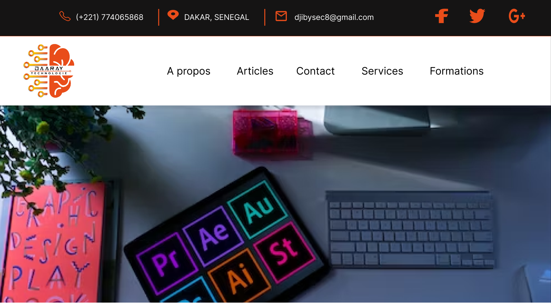 (+221) 774065868 DAKAR, SENEGAL djibysec8@gmail.com
DAARAY
TECHNOLOGIE
A propos Articles Contact Services Formations
GRAPHIC
DESIGN
PLAY
Pr Ae Au
Ai St